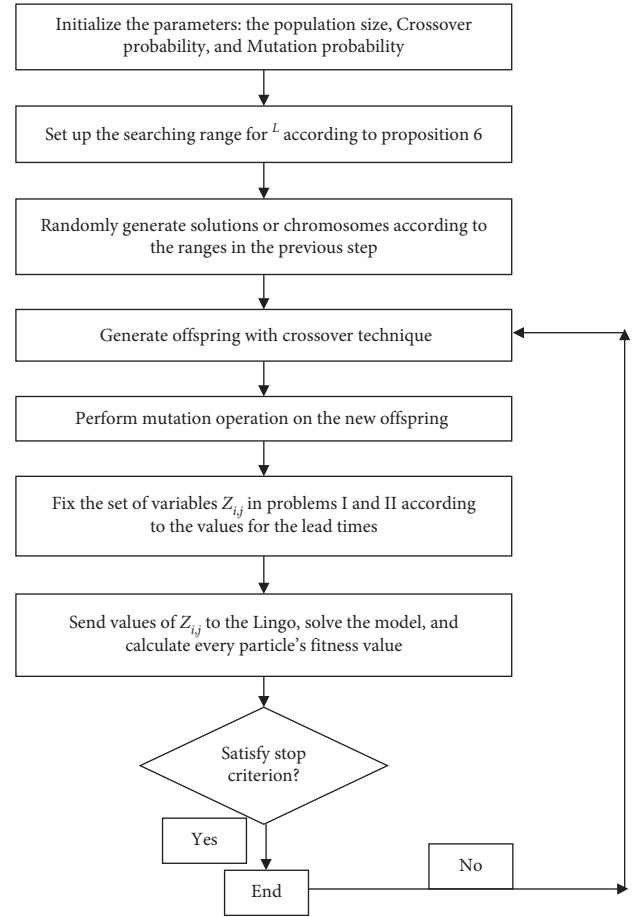 Initialize the parameters: the population size, Crossover
probability, and Mutation probability
Set up the searching range for L according to proposition 6
Randomly generate solutions or chromosomes according to
the ranges in the previous step
Generate offspring with crossover technique
Perform mutation operation on the new offspring
Fix the set of variables Z_{i,j} in problems I and II according
to the values for the lead times
Send values of Z_{i,j} to the Lingo, solve the model, and
calculate every particle's fitness value
Satisfy stop
criterion?
Yes
No
End